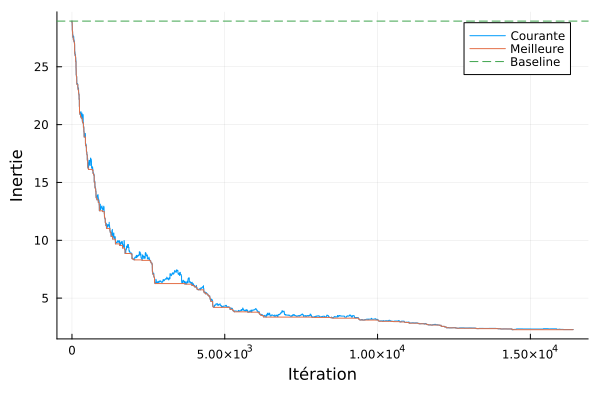 Courante
Meilleure
Baseline
25
20
15
10
5
Inertie
0
5.00×10³
1.00×10⁴
1.50×10⁴
Itération